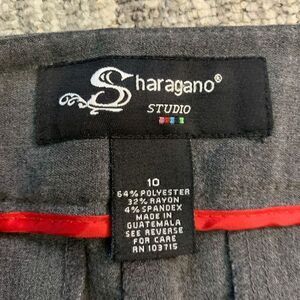 Sharagano®
STUDIO
10
64% POLYESTER
32% RAYON
4% SPANDEX
MADE IN
GUATEMALA
SEE REVERSE
FOR CARE
RN 103715